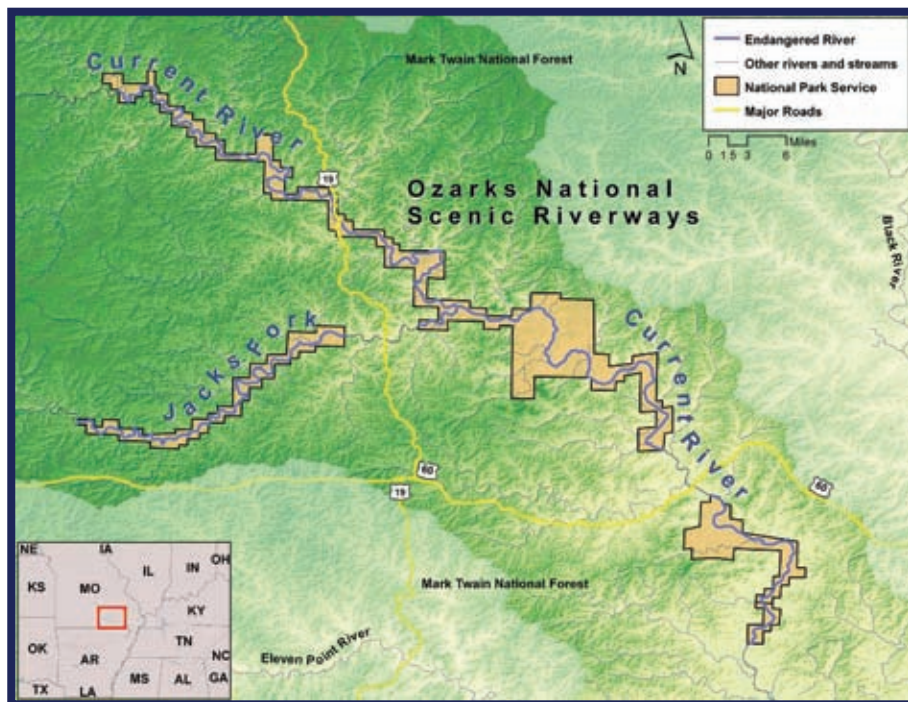 Current River
Mark Twain National Forest
N
Endangered River
Other rivers and streams
National Park Service
Major Roads
0 1.5 3 6 Miles
19
Ozarks National
Scenic Riverways
Black River
Jacks Fork
Current River
60
19
60
Mark Twain National Forest
Eleven Point River
NE IA
IL IN OH
KS MO
KY
OK TN
AR NC
MS AL GA
TX LA